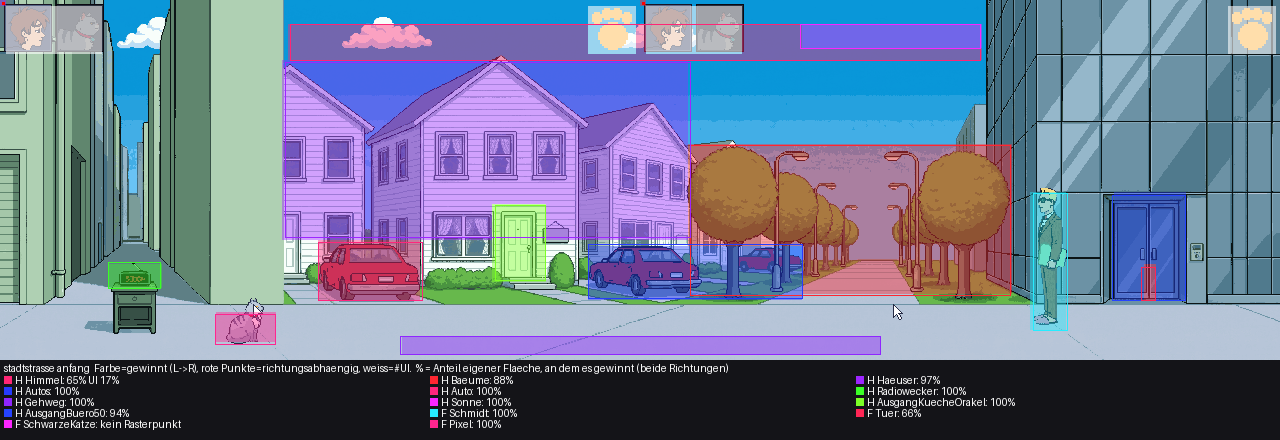 stadtstrasse anfang  Farbe=gewinnt (L->R), rote Punkte=richtungsabhaengig, weiss=#UI. % = Anteil eigener Flaeche, an dem es gewinnt (beide Richtungen)
H Himmel: 65% UI 17%
H Baeume: 88%
H Haeuser: 97%
H Autos: 100%
H Auto: 100%
H Radiowecker: 100%
H Gehweg: 100%
H Sonne: 100%
H AusgangKuecheOrakel: 100%
H AusgangBuero50: 94%
F Schmidt: 100%
F Tuer: 66%
F SchwarzeKatze: kein Rasterpunkt
F Pixel: 100%